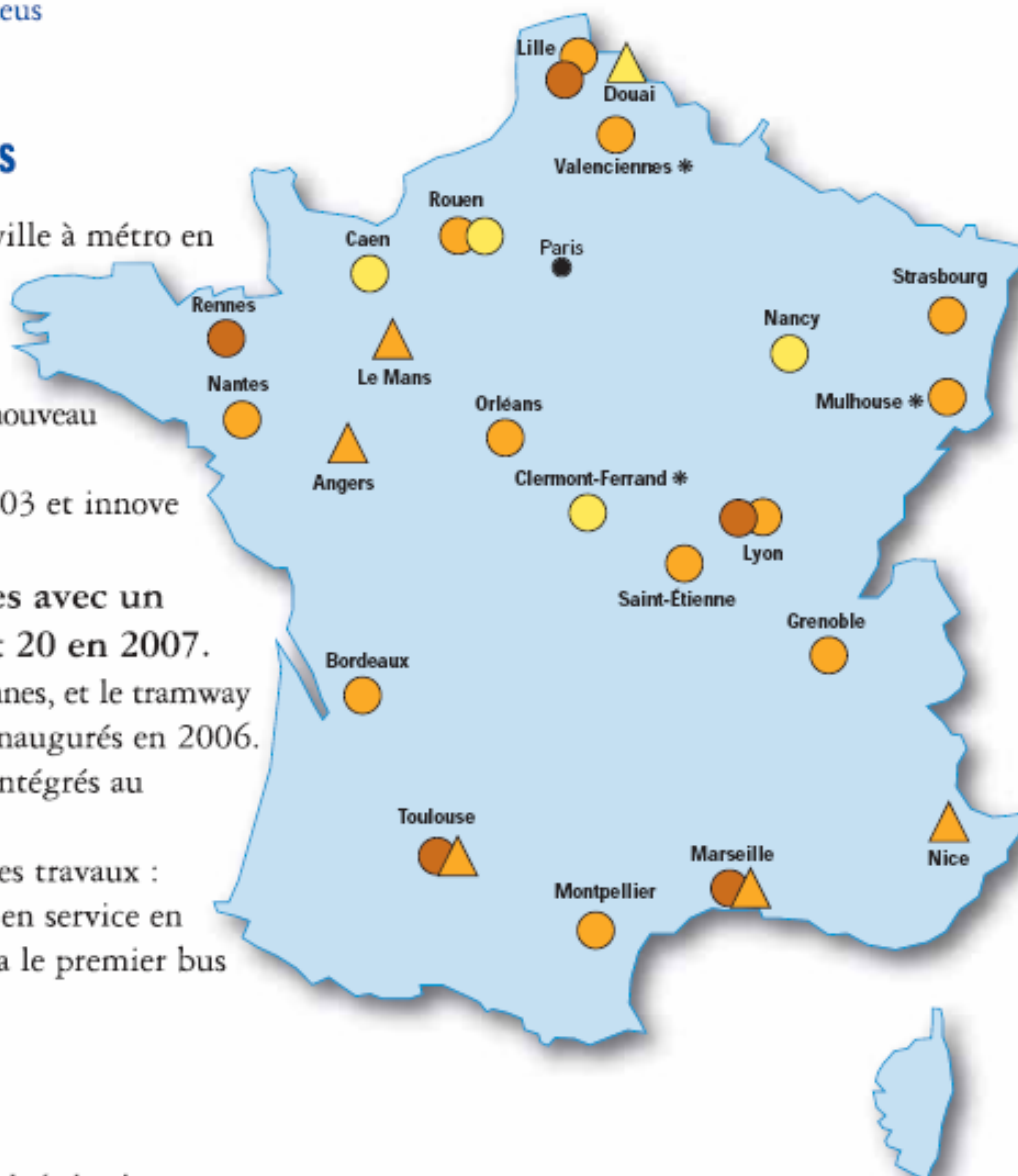 eus
s
ville à métro en
nouveau
03 et innove
es avec un
t 20 en 2007.
nnes, et le tramway
naugurés en 2006.
ntégrés au
es travaux :
en service en
a le premier bus
Lille
Douai
Valenciennes *
Rouen
Caen
Paris
Strasbourg
Rennes
Nancy
Le Mans
Nantes
Mulhouse *
Orléans
Angers
Clermont-Ferrand *
Lyon
Saint-Étienne
Grenoble
Bordeaux
Toulouse
Marseille
Nice
Montpellier